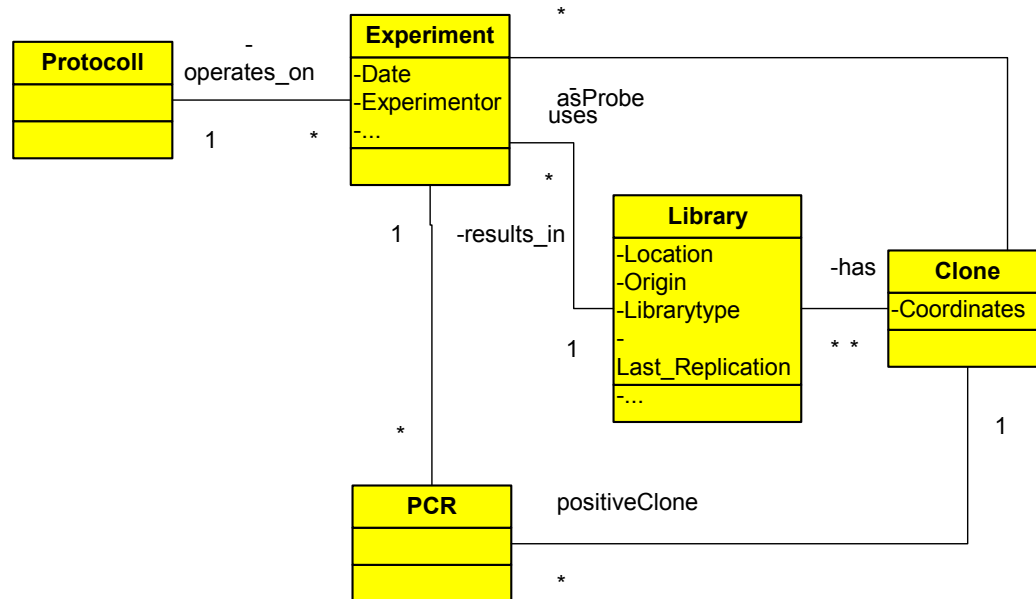 *
Experiment
-Date
-Experimentor
-...
Protocoll
-
operates_on
1
*
-
asProbe
uses
*
1
-results_in
Library
-Location
-Origin
-Librarytype
-
Last_Replication
-...
1
-has
* *
Clone
-Coordinates
1
*
PCR
positiveClone
*